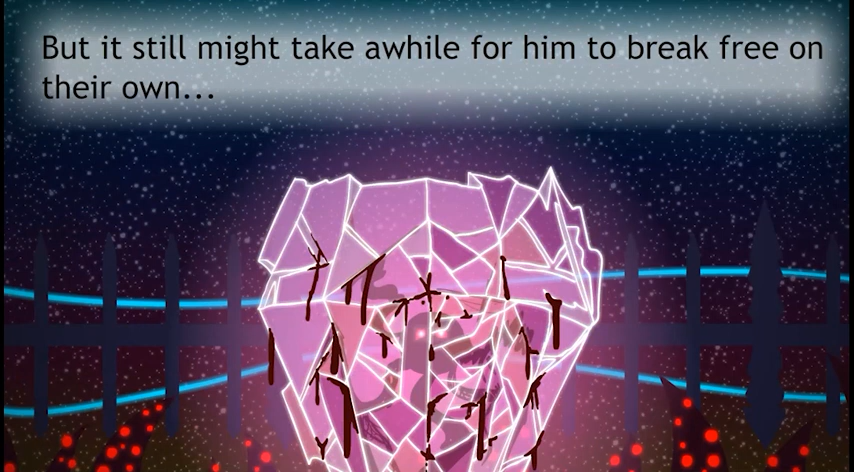 But it still might take awhile for him to break free on
their own...